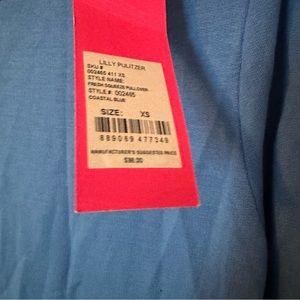 LILLY PULITZER
SKU #
002465 411 XS
STYLE NAME:
FRESH SQUEEZE PULLOVER
STYLE #: 002465
COASTAL BLUE
SIZE: XS
889069 477349
MANUFACTURER'S SUGGESTED PRICE
$98.00